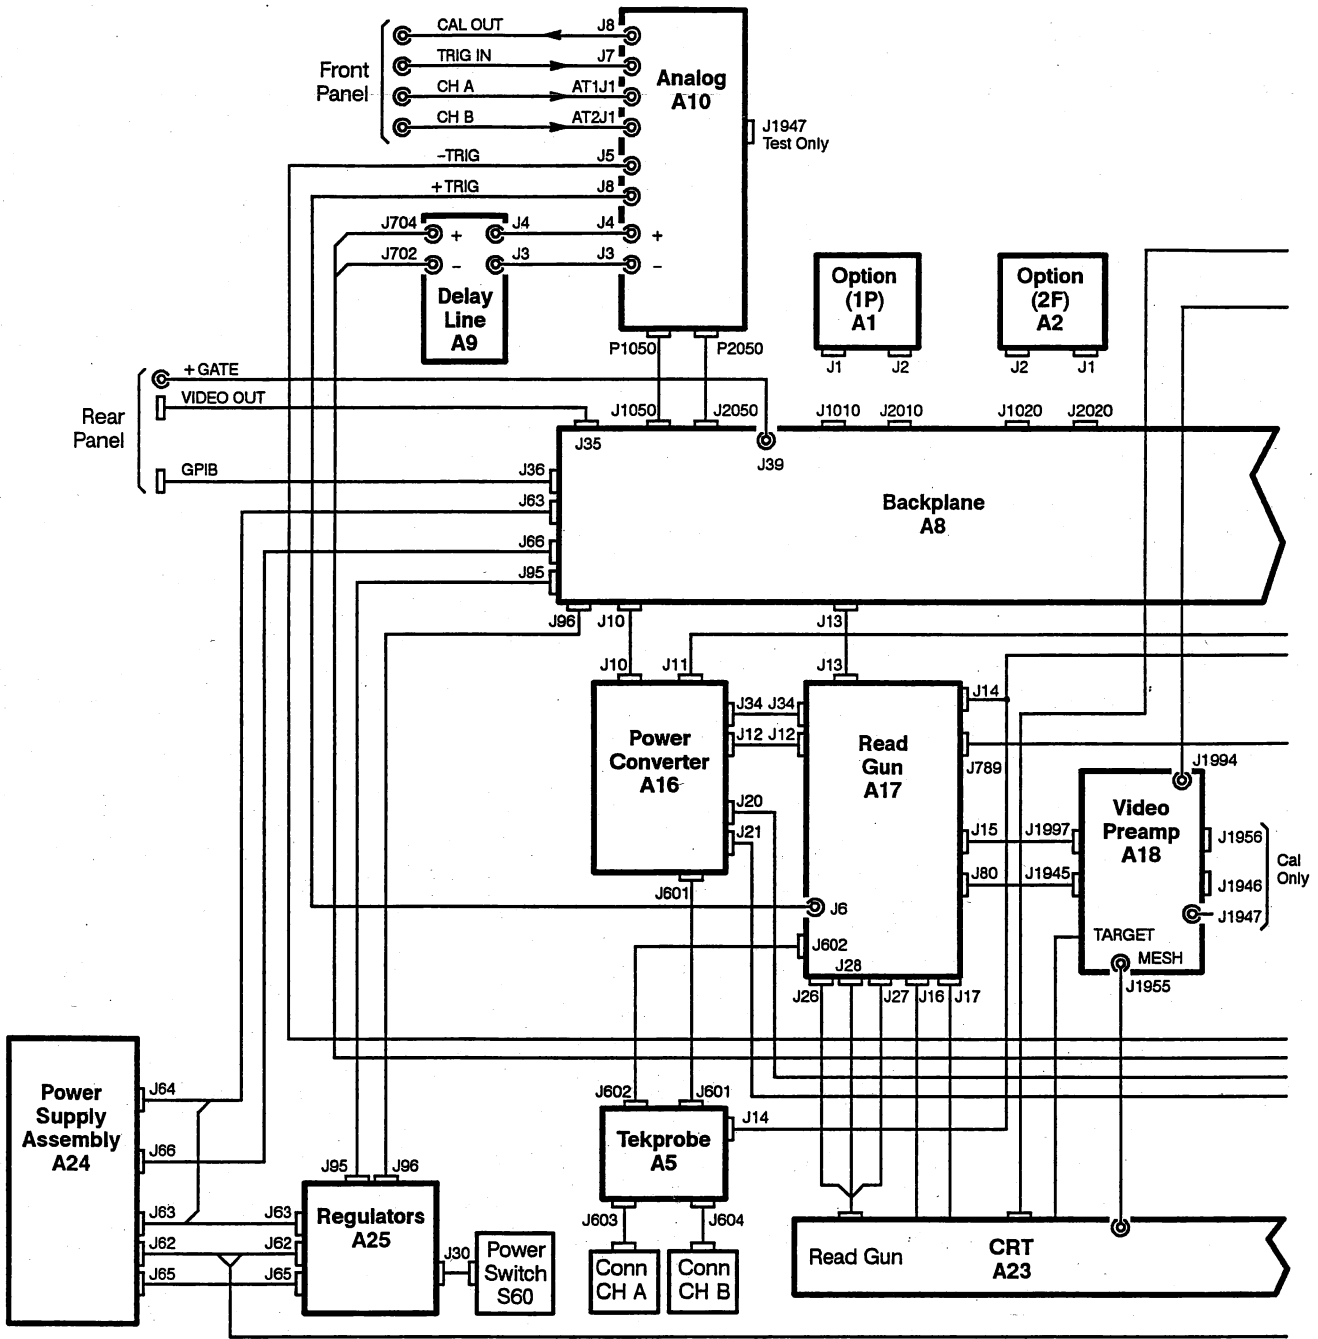 CAL OUT
J8
TRIG IN
J7
Front
Panel
CH A
AT1J1
CH B
AT2J1
Analog
A10
J1947
Test Only
–TRIG
J5
+ TRIG
J8
J704
+
J4
J4
+
J702
–
J3
J3
–
Delay
Line
A9
Option
(1P)
A1
Option
(2F)
A2
P1050
P2050
J1
J2
J2
J1
+ GATE
VIDEO OUT
Rear
Panel
GPIB
J1050
J2050
J1010
J2010
J1020
J2020
J35
J39
J36
J63
J66
J95
Backplane
A8
J96
J10
J13
J10
J11
J13
J34
J34
J14
J12
J12
J789
Power
Converter
A16
Read
Gun
A17
J20
J21
J1994
Video
Preamp
A18
J15
J1997
J1956
J80
J1945
J1946
Cal
Only
J1947
J601
J6
J602
TARGET
MESH
J28
J26
J27
J16
J17
J1955
Power
Supply
Assembly
A24
J64
J66
J63
J62
J65
J95
J96
J63
J62
J65
Regulators
A25
J30
Power
Switch
S60
J602
J601
J14
Tekprobe
A5
J603
J604
Conn
CH A
Conn
CH B
Read Gun
CRT
A23